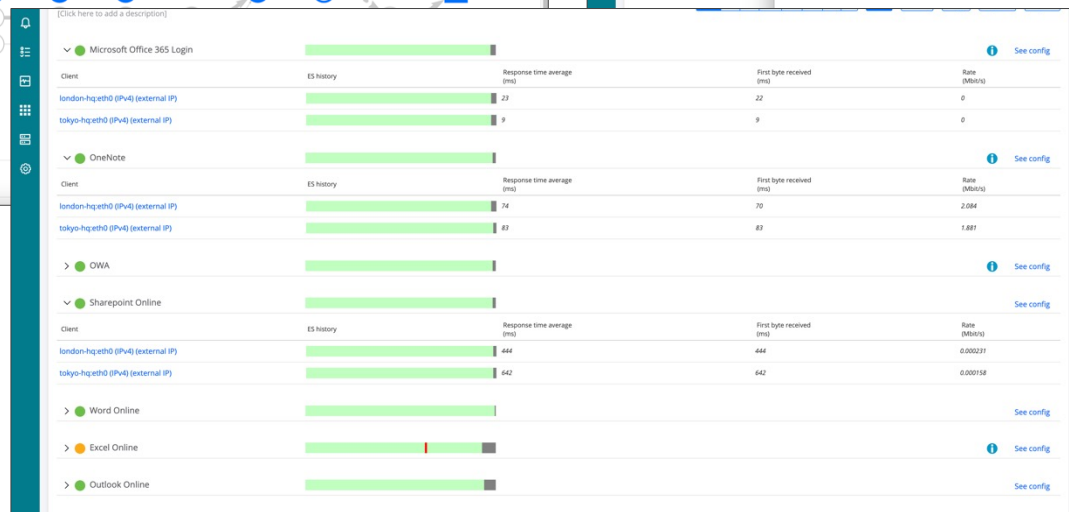 [Click here to add a description]
Microsoft Office 365 Login See config
Client ES history Response time average (ms) First byte received (ms) Rate (Mbit/s)
london-hq:eth0 (IPv4) (external IP) 23 22 0
tokyo-hq:eth0 (IPv4) (external IP) 9 9 0
OneNote See config
Client ES history Response time average (ms) First byte received (ms) Rate (Mbit/s)
london-hq:eth0 (IPv4) (external IP) 74 70 2.084
tokyo-hq:eth0 (IPv4) (external IP) 83 83 1.881
OWA See config
Sharepoint Online See config
Client ES history Response time average (ms) First byte received (ms) Rate (Mbit/s)
london-hq:eth0 (IPv4) (external IP) 444 444 0.000231
tokyo-hq:eth0 (IPv4) (external IP) 642 642 0.000158
Word Online See config
Excel Online See config
Outlook Online See config